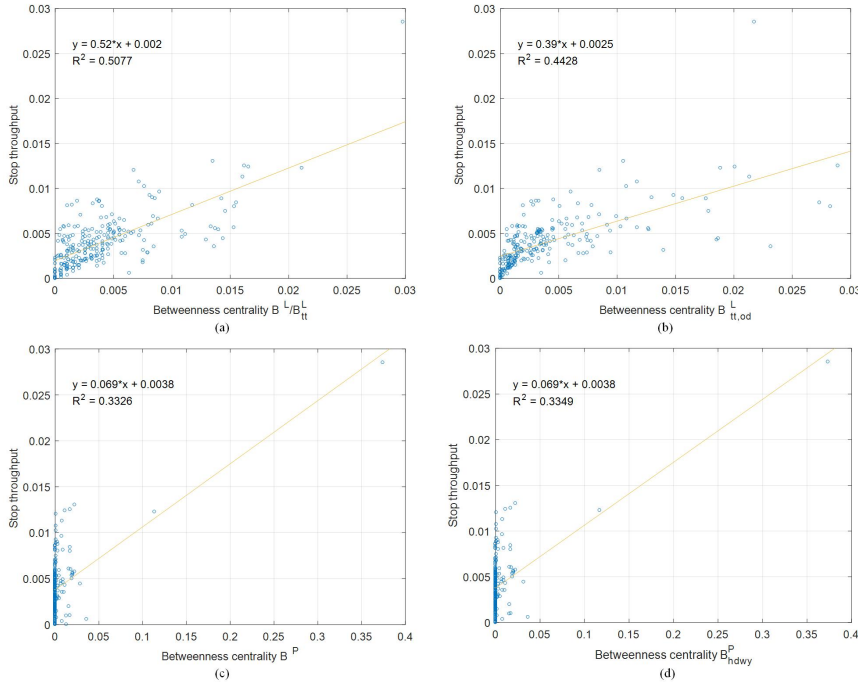 0.03
0.025
0.02
0.015
0.01
0.005
0
Stop throughput
y = 0.52*x + 0.002
R² = 0.5077
0 0.005 0.01 0.015 0.02 0.025 0.03
Betweenness centrality B L/B L tt
(a)
0.03
0.025
0.02
0.015
0.01
0.005
0
Stop throughput
y = 0.39*x + 0.0025
R² = 0.4428
0 0.005 0.01 0.015 0.02 0.025 0.03
Betweenness centrality B L tt,od
(b)
0.03
0.025
0.02
0.015
0.01
0.005
0
Stop throughput
y = 0.069*x + 0.0038
R² = 0.3326
0 0.05 0.1 0.15 0.2 0.25 0.3 0.35 0.4
Betweenness centrality B P
(c)
0.03
0.025
0.02
0.015
0.01
0.005
0
Stop throughput
y = 0.069*x + 0.0038
R² = 0.3349
0 0.05 0.1 0.15 0.2 0.25 0.3 0.35 0.4
Betweenness centrality B P hdwy
(d)